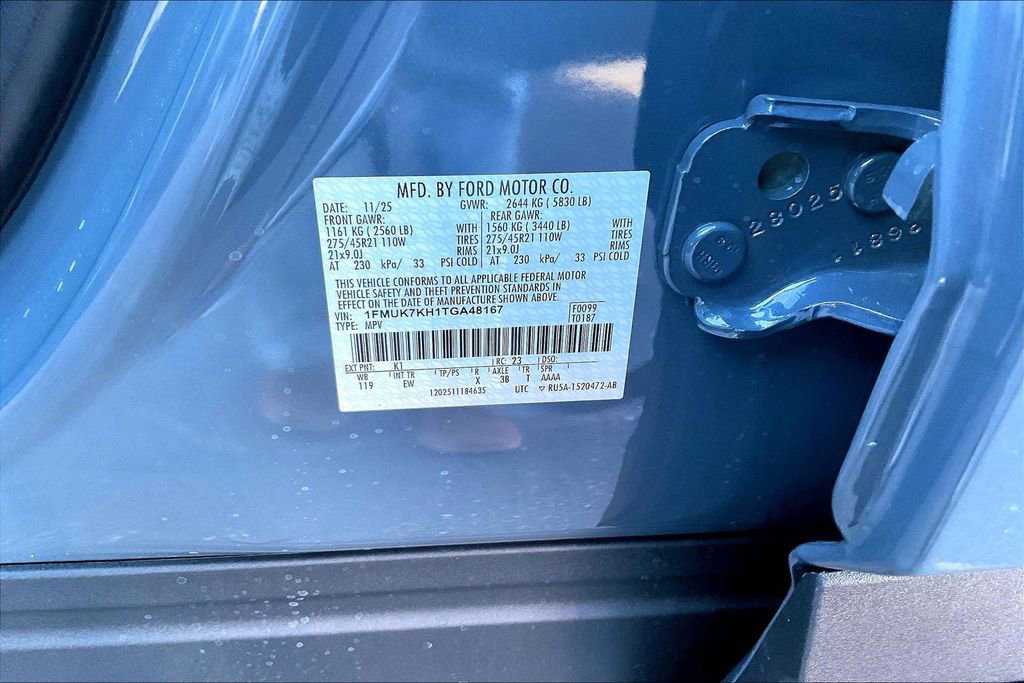 MFD. BY FORD MOTOR CO.
DATE: 11/25 GVWR: 2644 KG ( 5830 LB)
FRONT GAWR: REAR GAWR:
1161 KG ( 2560 LB) WITH 1560 KG ( 3440 LB) WITH
275/45R21 110W TIRES 275/45R21 110W TIRES
21x9.0J RIMS 21x9.0J RIMS
AT 230 kPa/ 33 PSI COLD AT 230 kPa/ 33 PSI COLD
THIS VEHICLE CONFORMS TO ALL APPLICABLE FEDERAL MOTOR
VEHICLE SAFETY AND THEFT PREVENTION STANDARDS IN
EFFECT ON THE DATE OF MANUFACTURE SHOWN ABOVE.
VIN: 1FMUK7KH1TGA48167 F0099
TYPE: MPV T0187
EXT PNT: K1 RC: 23 DSO:
WB INT TR TP/PS R AXLE TR SPR
119 EW X 3B T AAAA
1202511184635 UTC ▽ RU5A-1520472-AB
28025